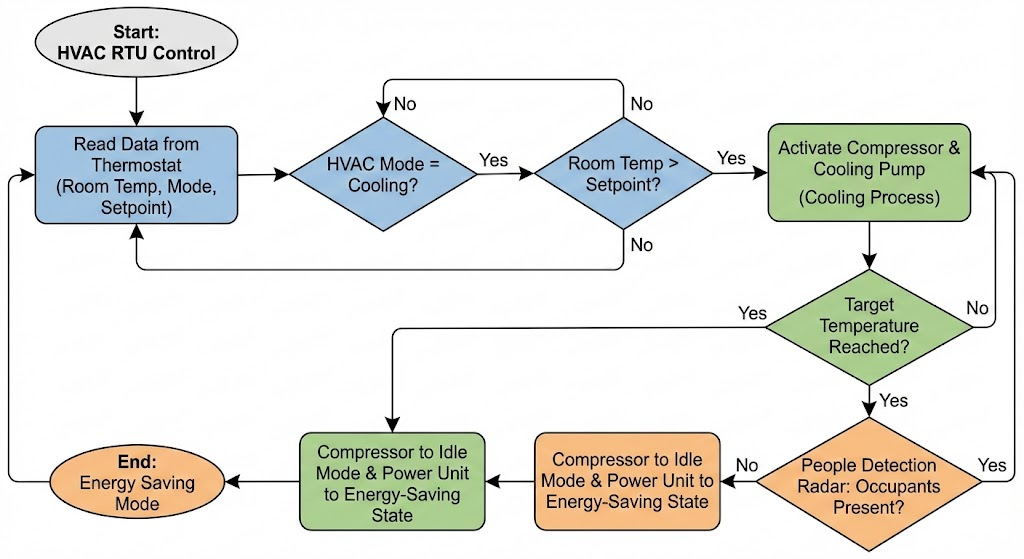 Start:
HVAC RTU Control
Read Data from
Thermostat
(Room Temp, Mode,
Setpoint)
HVAC Mode =
Cooling?
No
Yes
Room Temp >
Setpoint?
No
No
Yes
Activate Compressor &
Cooling Pump
(Cooling Process)
Target
Temperature
Reached?
Yes
No
Yes
People Detection
Radar: Occupants
Present?
Yes
No
Compressor to Idle
Mode & Power Unit to
Energy-Saving State
Compressor to Idle
Mode & Power Unit
to Energy-Saving
State
End:
Energy Saving
Mode